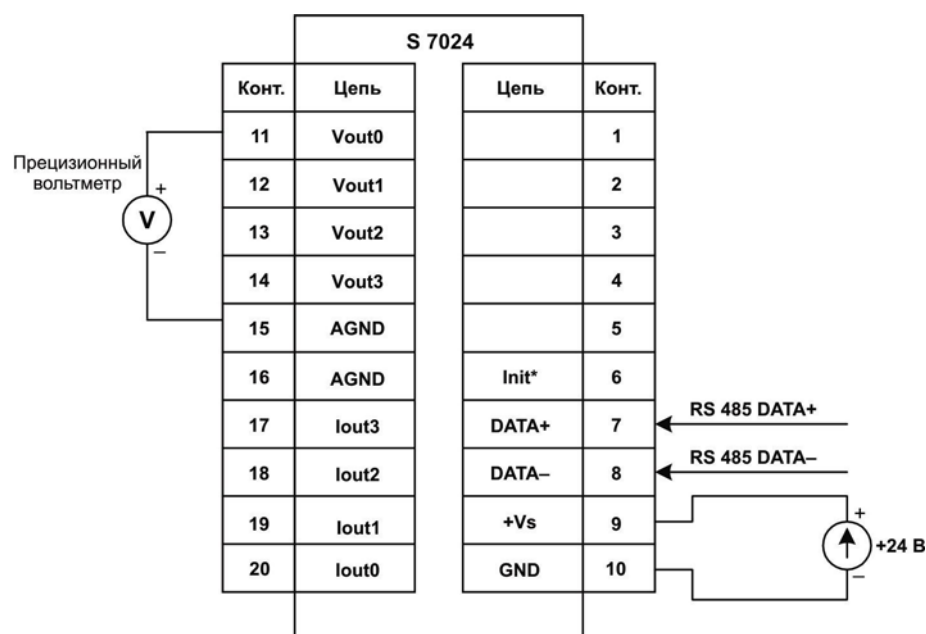 S 7024
Конт. Цепь Цепь Конт.
11 Vout0 1
Прецизионный
вольтметр
+
V
–
12 Vout1 2
13 Vout2 3
14 Vout3 4
15 AGND 5
16 AGND Init* 6
17 Iout3 DATA+ 7 RS 485 DATA+
18 Iout2 DATA– 8 RS 485 DATA–
19 Iout1 +Vs 9
20 Iout0 GND 10
+
+24 В
–